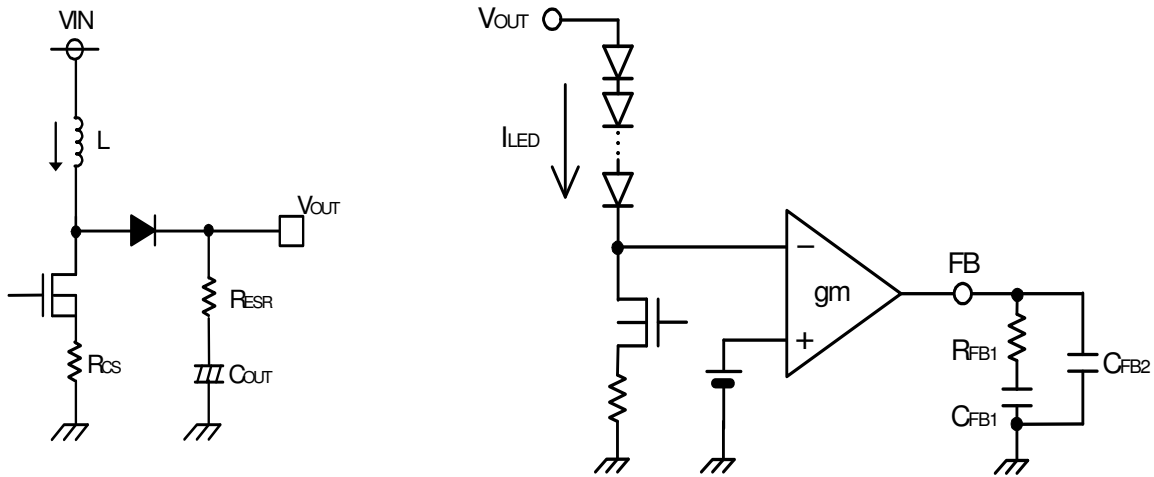 VIN
L
VOUT
RESR
RCS
COUT
VOUT
ILED
−
gm
+
FB
RFB1
CFB2
CFB1